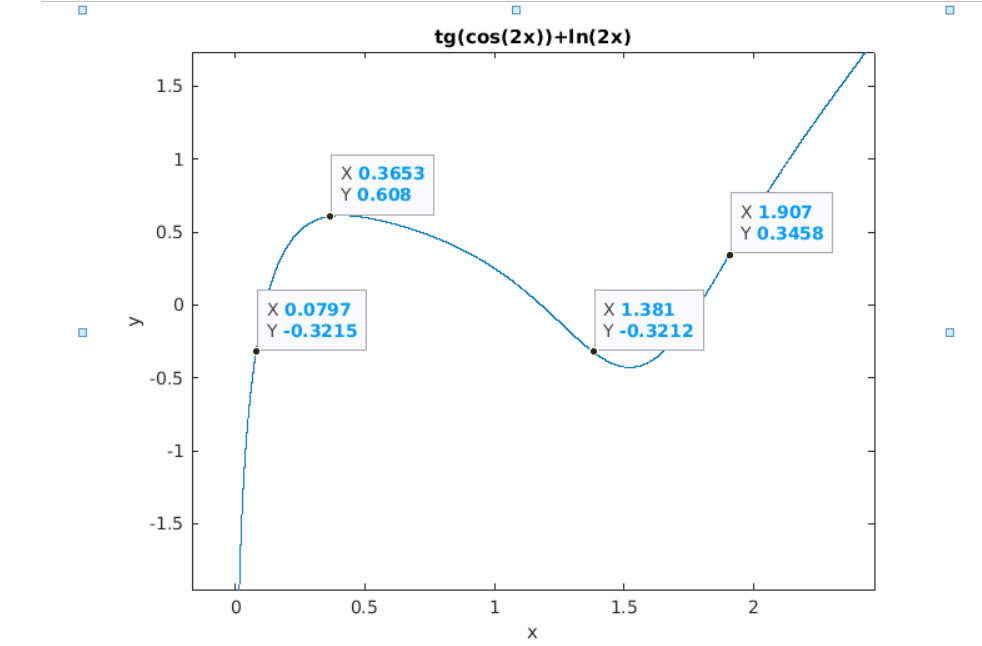 tg(cos(2x))+ln(2x)
1.5
1
0.5
0
-0.5
-1
-1.5
y
X 0.3653
Y 0.608
X 1.907
Y 0.3458
X 0.0797
Y -0.3215
X 1.381
Y -0.3212
0 0.5 1 1.5 2
x